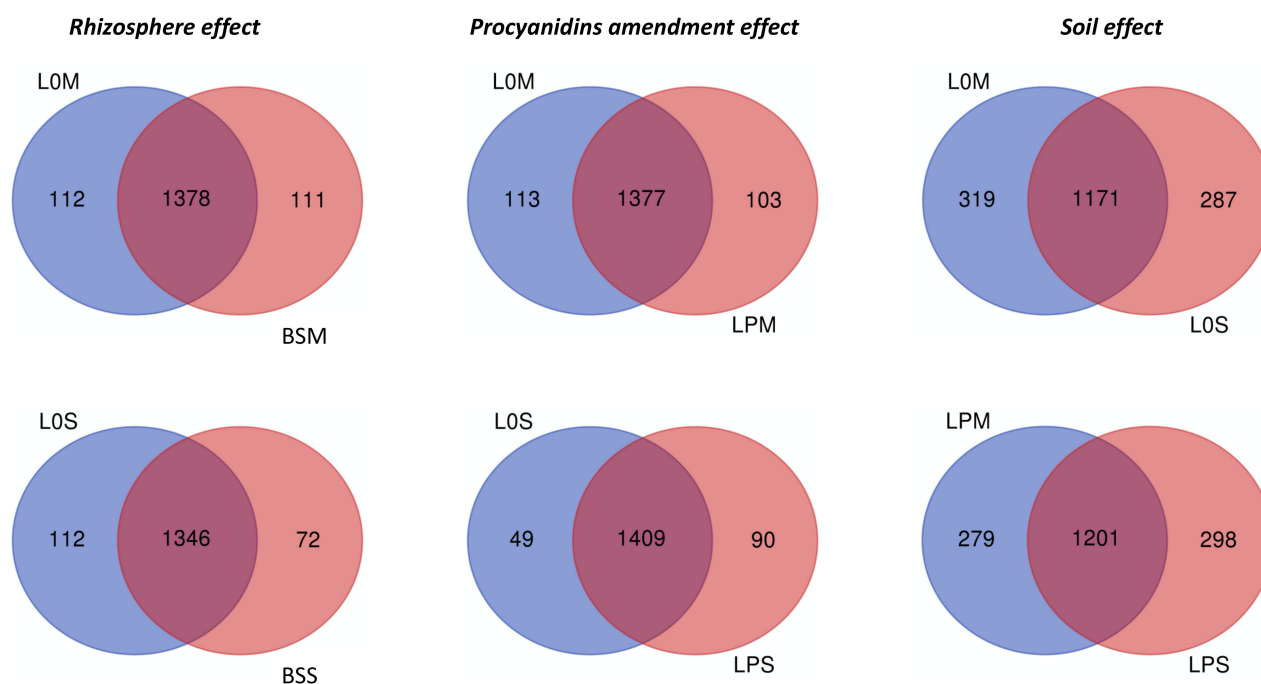 Rhizosphere effect
Procyanidins amendment effect
Soil effect
L0M
L0M
L0M
112
1378
111
113
1377
103
319
1171
287
BSM
LPM
L0S
L0S
L0S
LPM
112
1346
72
49
1409
90
279
1201
298
BSS
LPS
LPS